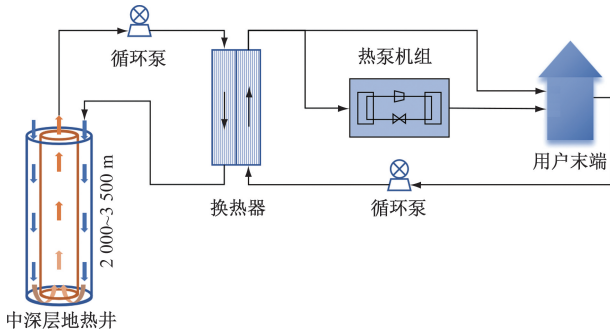 循环泵
热泵机组
用户末端
2 000~3 500 m
换热器
循环泵
中深层地热井